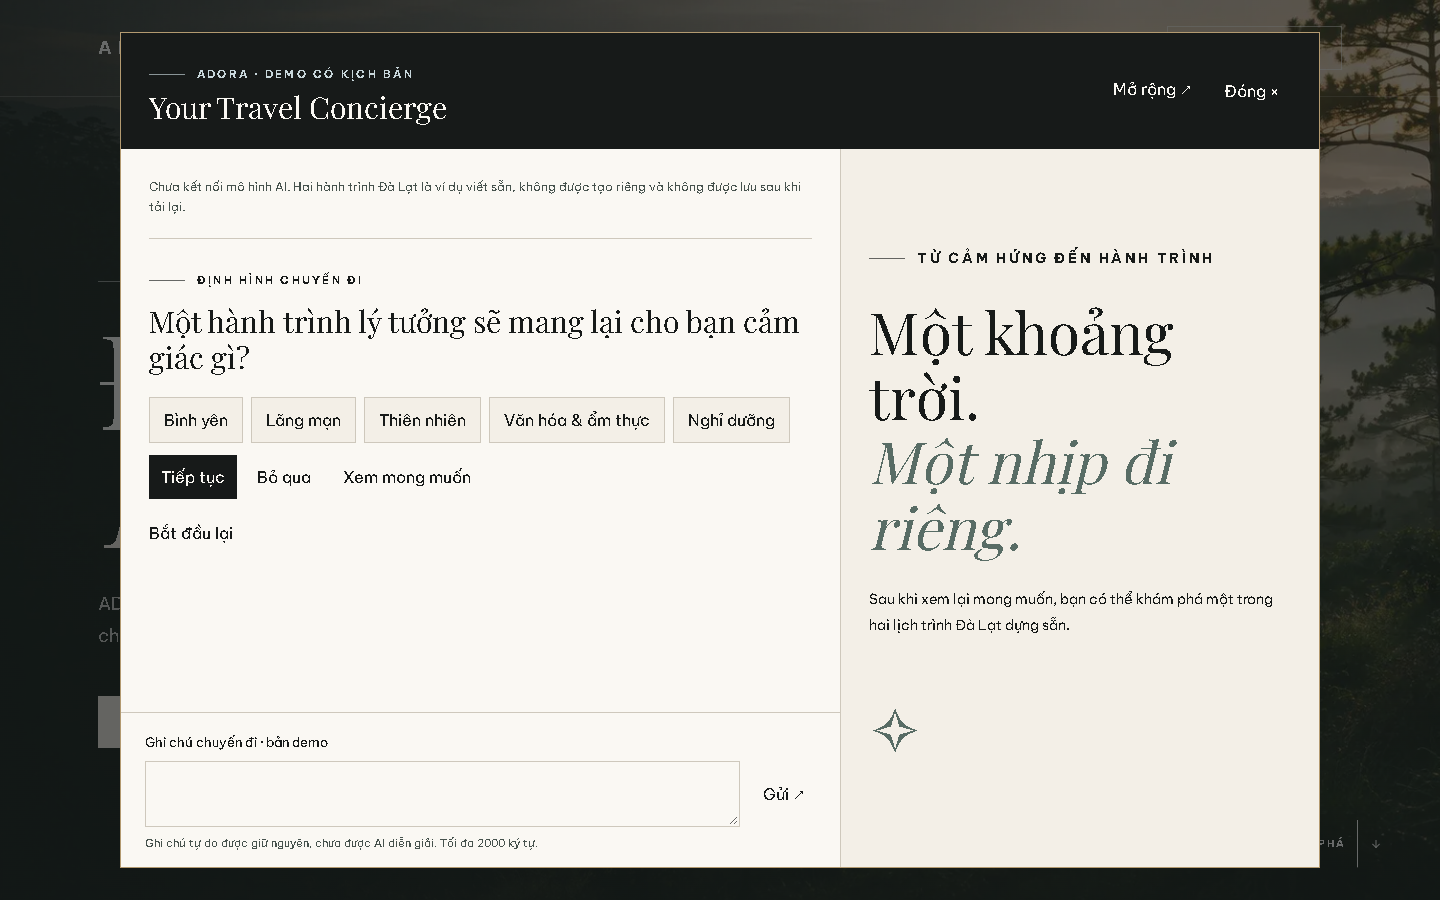 ADORA · DEMO CÓ KỊCH BẢN
Your Travel Concierge
Mở rộng ↗
Đóng ×
Chưa kết nối mô hình AI. Hai hành trình Đà Lạt là ví dụ viết sẵn, không được tạo riêng và không được lưu sau khi
tải lại.
ĐỊNH HÌNH CHUYẾN ĐI
Một hành trình lý tưởng sẽ mang lại cho bạn cảm
giác gì?
Bình yên
Lãng mạn
Thiên nhiên
Văn hóa & ẩm thực
Nghỉ dưỡng
Tiếp tục
Bỏ qua
Xem mong muốn
Bắt đầu lại
Ghi chú chuyến đi · bản demo
Gửi ↗
Ghi chú tự do được giữ nguyên, chưa được AI diễn giải. Tối đa 2000 ký tự.
TỪ CẢM HỨNG ĐẾN HÀNH TRÌNH
Một khoảng
trời.
Một nhịp đi
riêng.
Sau khi xem lại mong muốn, bạn có thể khám phá một trong
hai lịch trình Đà Lạt dựng sẵn.
AD
ch
PHÁ
↓